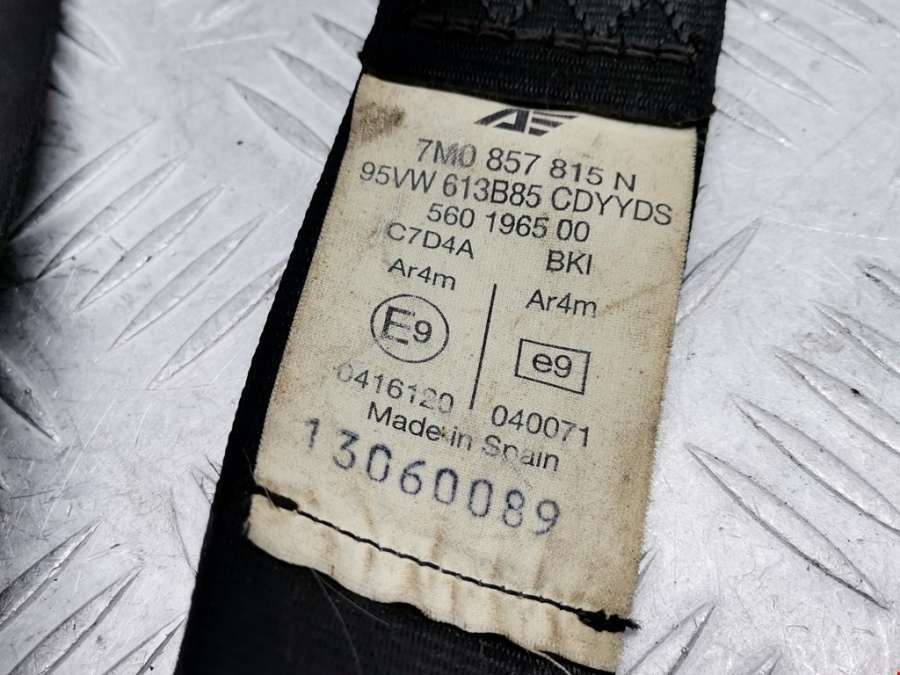 7M0 857 815 N
95VW 613B85 CDYYDS
560 1965 00
C7D4A BKI
Ar4m Ar4m
E9 e9
0416120 040071
Made in Spain
13060089